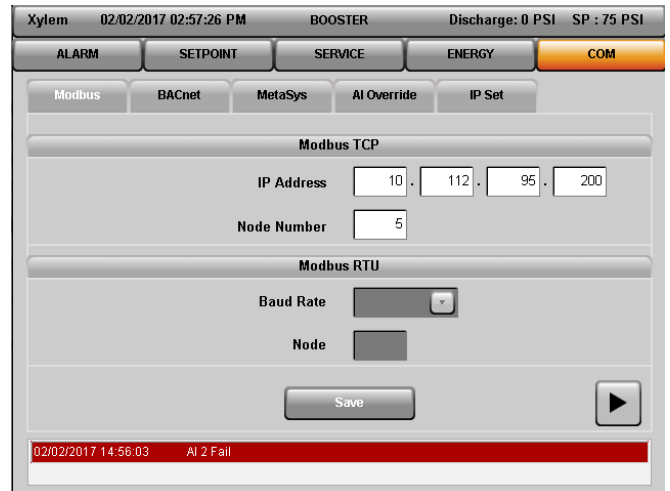 Xylem 02/02/2017 02:57:26 PM BOOSTER Discharge: 0 PSI SP : 75 PSI
ALARM SETPOINT SERVICE ENERGY COM
Modbus BACnet MetaSys AI Override IP Set
Modbus TCP
IP Address 10 . 112 . 95 . 200
Node Number 5
Modbus RTU
Baud Rate
Node
Save
02/02/2017 14:56:03 AI 2 Fail